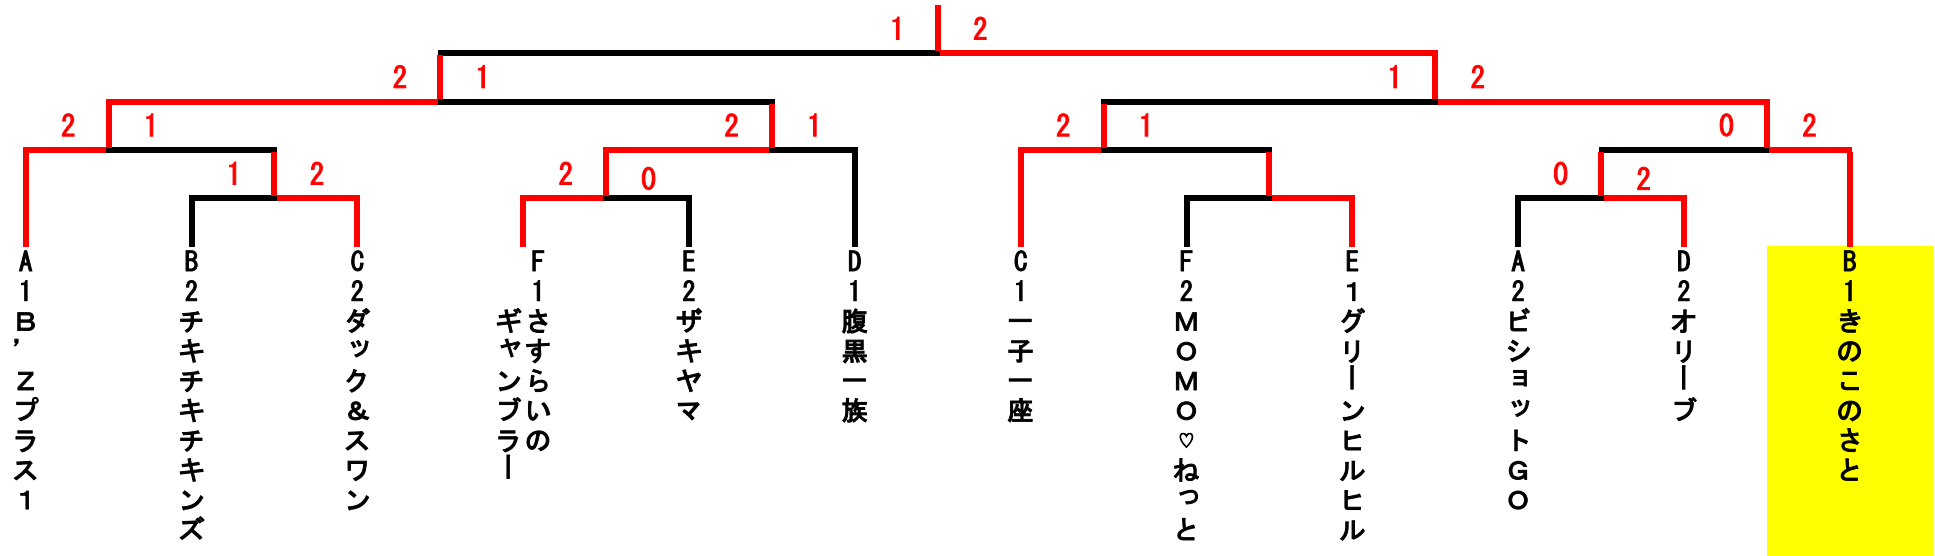 1 2
2 1 1 2
2 1 2 1 2 1 0 2
1 2 2 0 0 2
A1B’Zプラス1
B2チキチキチキンズ
C2ダック&スワン
F1さすらいの
ギャンブラー
E2ザキヤマ
D1腹黒一族
C1一子一座
F2MOMO♡ねっと
E1グリーンヒルヒル
A2ビショットGO
D2オリーブ
B1きのこのさと